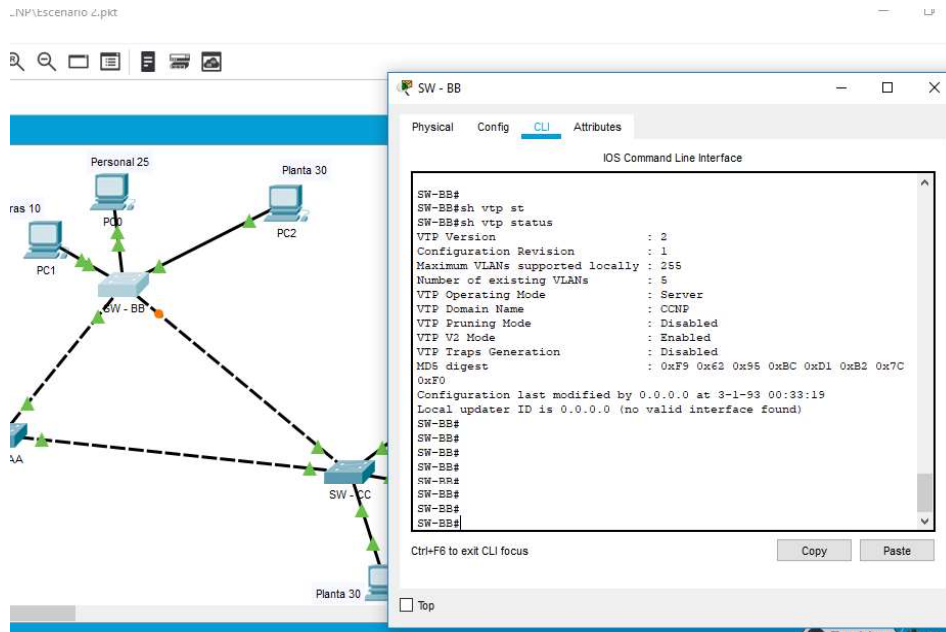 CNP\Escenario 2.pkt
SW - BB
Physical Config CLI Attributes
IOS Command Line Interface
SW-BB#
SW-BB#sh vtp st
SW-BB#sh vtp status
VTP Version : 2
Configuration Revision : 1
Maximum VLANs supported locally : 255
Number of existing VLANs : 5
VTP Operating Mode : Server
VTP Domain Name : CCNP
VTP Pruning Mode : Disabled
VTP V2 Mode : Enabled
VTP Traps Generation : Disabled
MD5 digest : 0xF9 0x62 0x95 0xBC 0xD1 0xB2 0x7C
0xF0
Configuration last modified by 0.0.0.0 at 3-1-93 00:33:19
Local updater ID is 0.0.0.0 (no valid interface found)
SW-BB#
SW-BB#
SW-BB#
SW-BB#
SW-BB#
SW-BB#
SW-BB#
SW-BB#
Ctrl+F6 to exit CLI focus
Copy Paste
Top
Personal 25
Planta 30
ras 10
PC0
PC2
PC1
SW - BB
AA
SW - CC
Planta 30